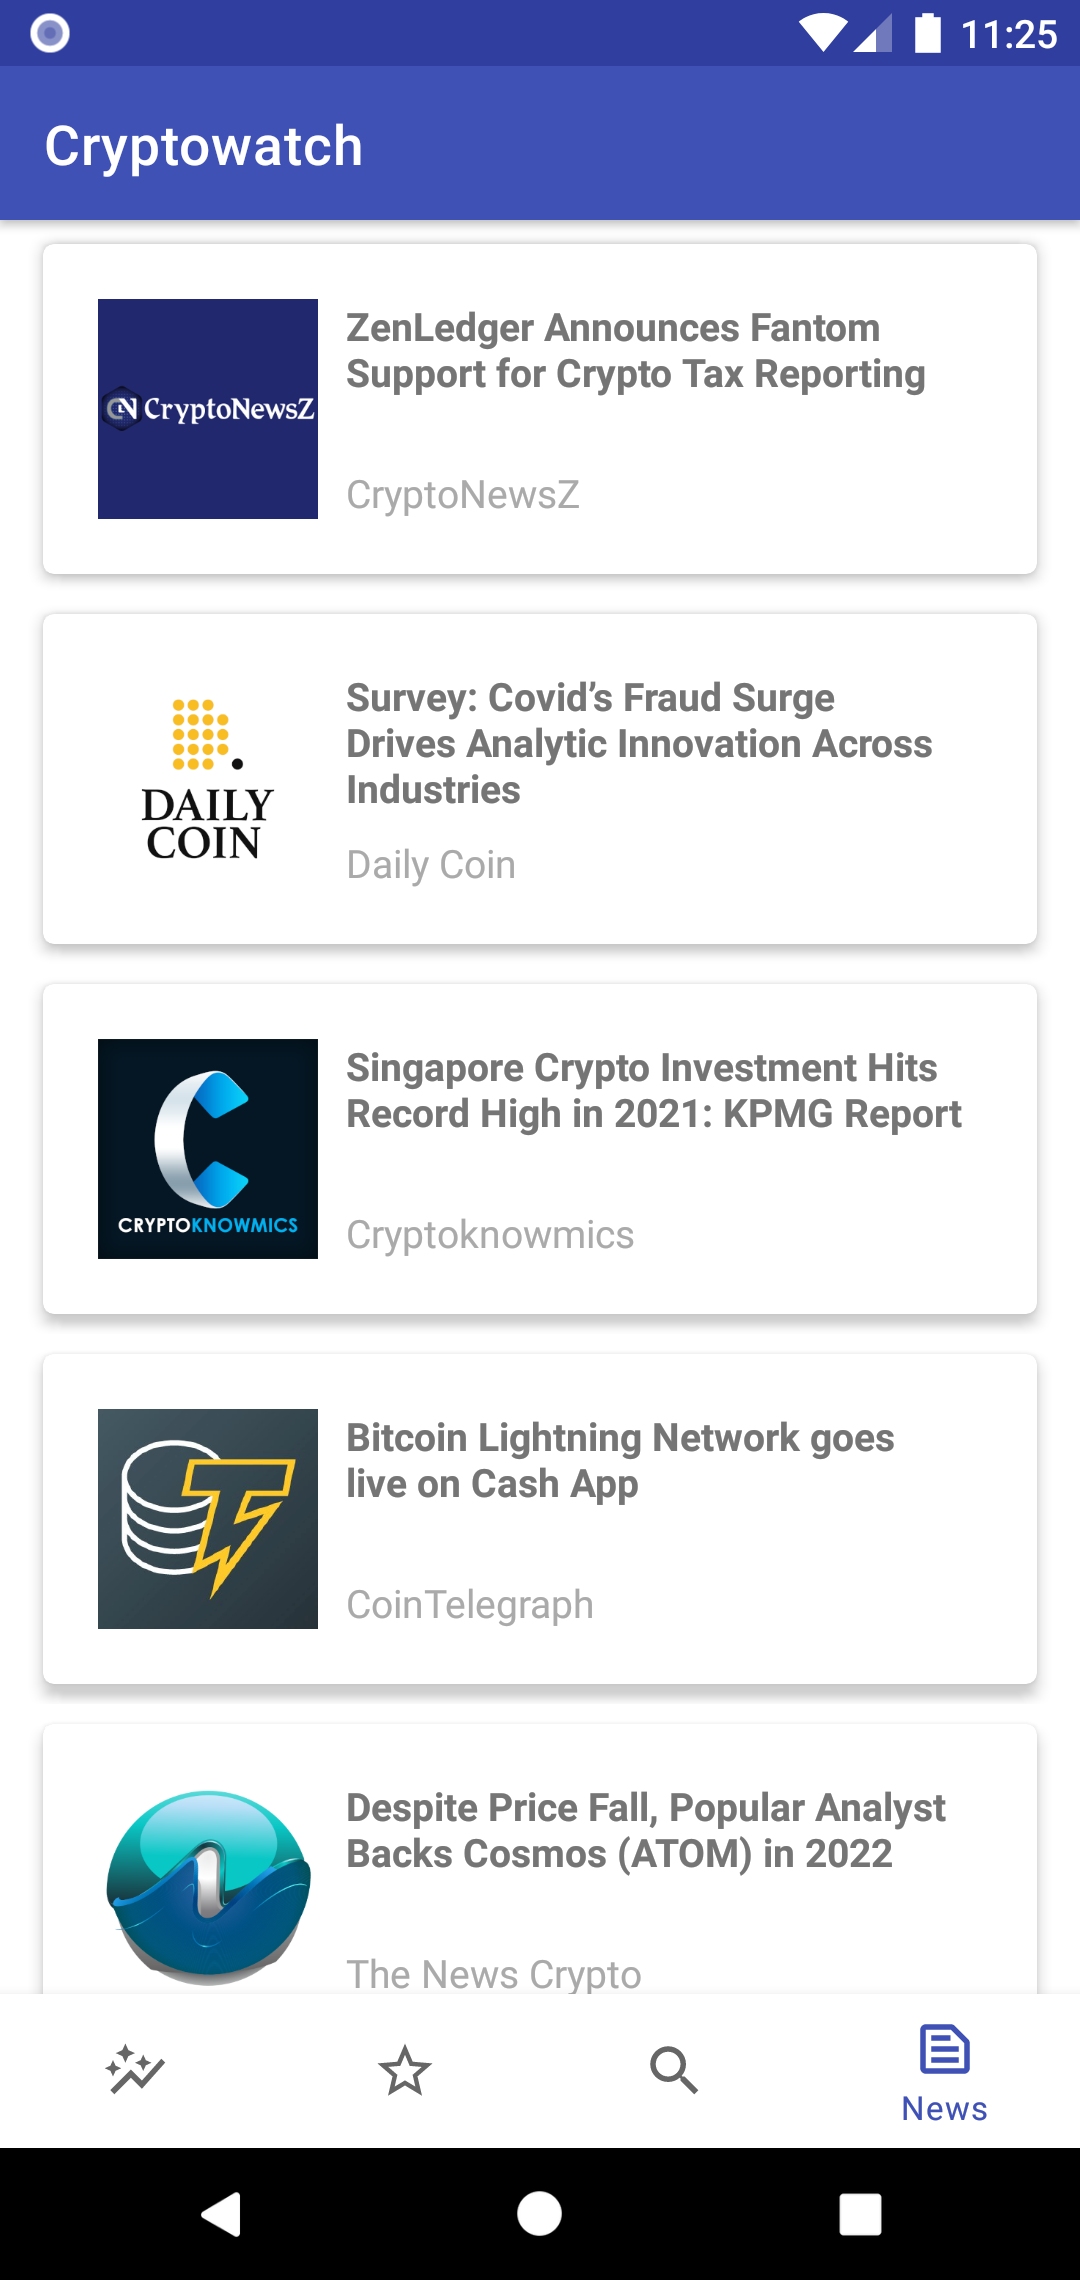 11:25
Cryptowatch
ZenLedger Announces Fantom
Support for Crypto Tax Reporting
CN CryptoNewsZ
CryptoNewsZ
Survey: Covid’s Fraud Surge
Drives Analytic Innovation Across
Industries
DAILY
COIN
Daily Coin
Singapore Crypto Investment Hits
Record High in 2021: KPMG Report
CRYPTOKNOWMICS
Cryptoknowmics
Bitcoin Lightning Network goes
live on Cash App
CoinTelegraph
Despite Price Fall, Popular Analyst
Backs Cosmos (ATOM) in 2022
The News Crypto
News